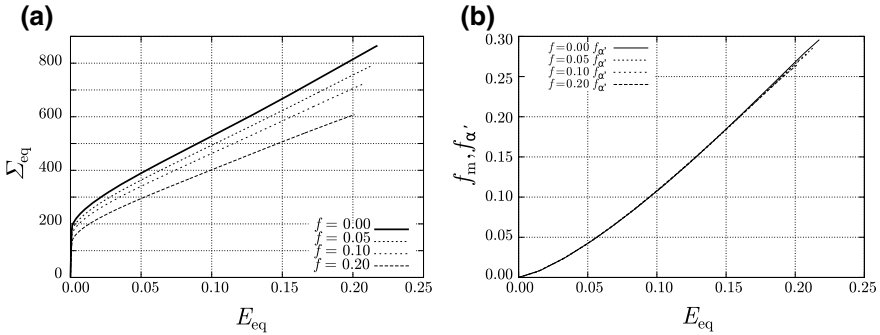 (a)
800
600
400
200
0
0.00 0.05 0.10 0.15 0.20 0.25
Σeq
Eeq
f = 0.00
f = 0.05
f = 0.10
f = 0.20
(b)
0.30
0.25
0.20
0.15
0.10
0.05
0.00
0.00 0.05 0.10 0.15 0.20 0.25
fm, fα′
Eeq
f=0.00 fα′
f=0.05 fα′
f=0.10 fα′
f=0.20 fα′